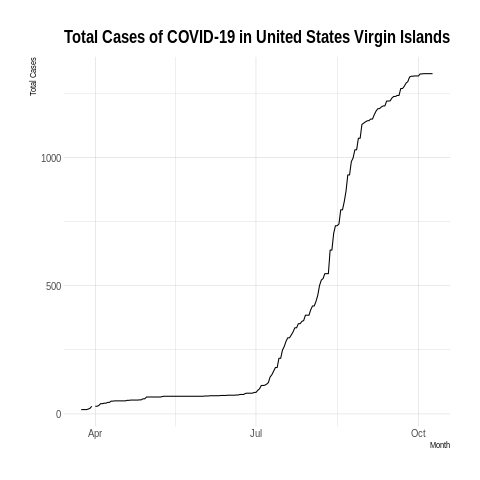 Total Cases of COVID-19 in United States Virgin Islands
Total Cases
1000
500
0
Apr Jul Oct
Month